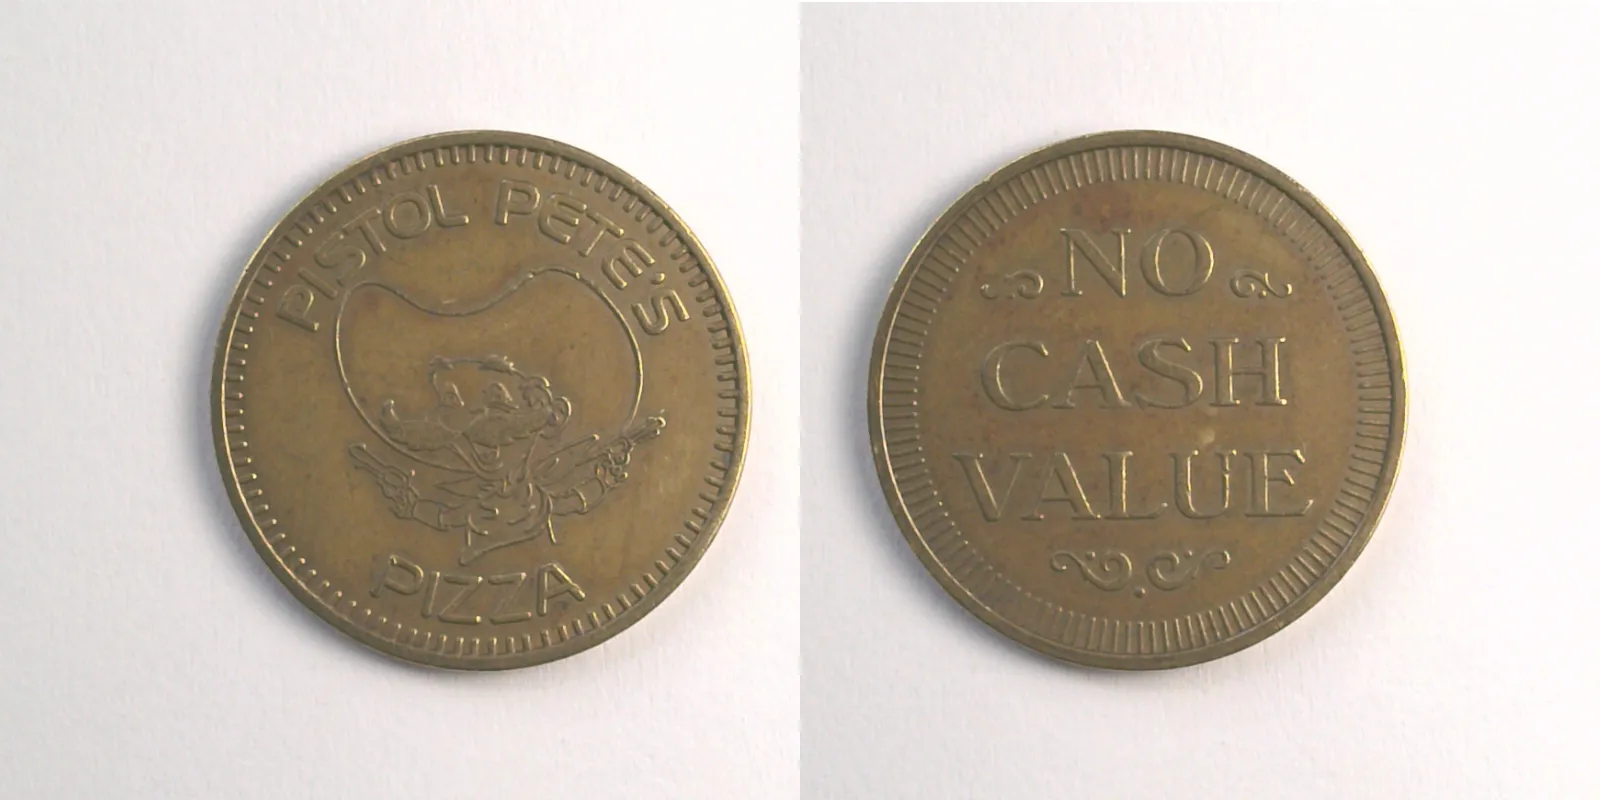 PISTOL PETE'S
PIZZA
NO
CASH
VALUE